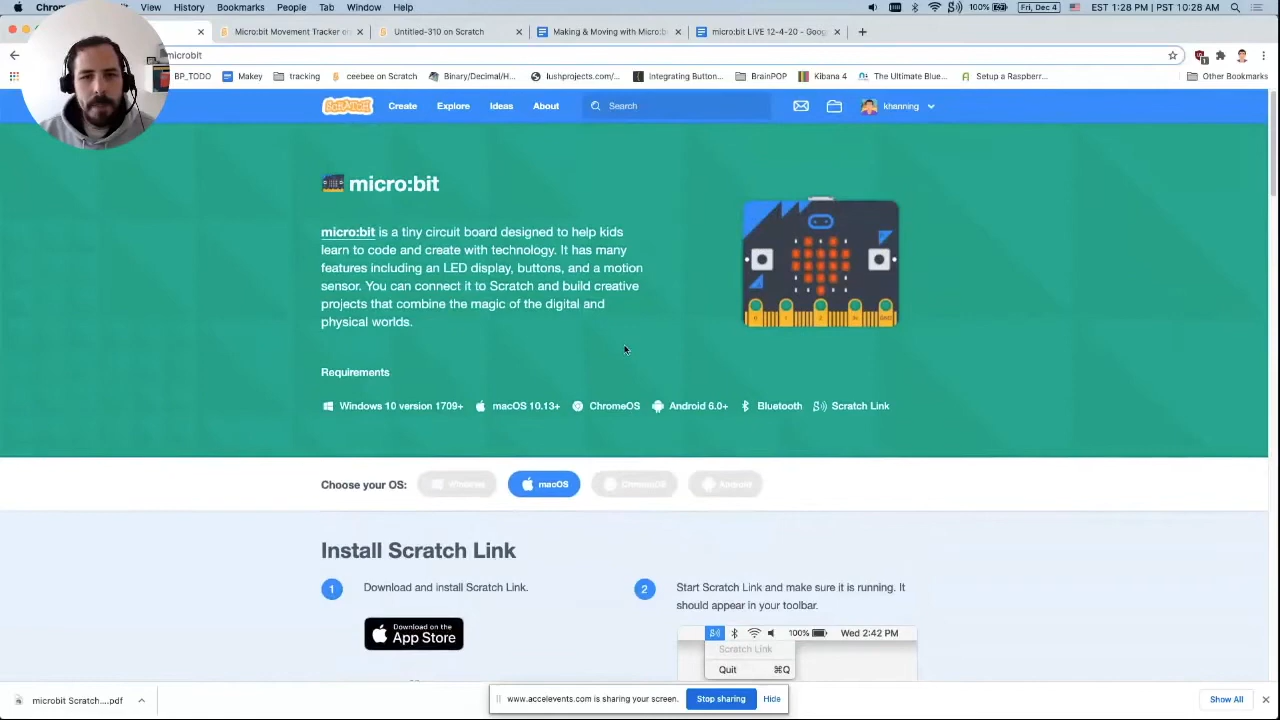 Chrom
View
History
Bookmarks
People
Tab
Window
Help
100%
Fri, Dec 4
EST 1:28 PM | PST 10:28 AM
Micro:bit Movement Tracker o
Untitled-310 on Scratch
Making & Moving with Micro:b
micro:bit LIVE 12-4-20 - Goog
microbit
BP_TODO
Makey
tracking
ceebee on Scratch
Binary/Decimal/H...
lushprojects.com/...
Integrating Button...
BrainPOP
Kibana 4
The Ultimate Blue...
Setup a Raspberr...
Other Bookmarks
SCRATCH
Create
Explore
Ideas
About
Search
khanning
micro:bit
micro:bit is a tiny circuit board designed to help kids
learn to code and create with technology. It has many
features including an LED display, buttons, and a motion
sensor. You can connect it to Scratch and build creative
projects that combine the magic of the digital and
physical worlds.
Requirements
Windows 10 version 1709+
macOS 10.13+
ChromeOS
Android 6.0+
Bluetooth
Scratch Link
Choose your OS:
Windows
macOS
ChromeOS
Android
Install Scratch Link
1
Download and install Scratch Link.
Download on the
App Store
2
Start Scratch Link and make sure it is running. It
should appear in your toolbar.
100%
Wed 2:42 PM
Scratch Link
Quit
⌘Q
microbit Scratch....pdf
www.accelevents.com is sharing your screen.
Stop sharing
Hide
Show All